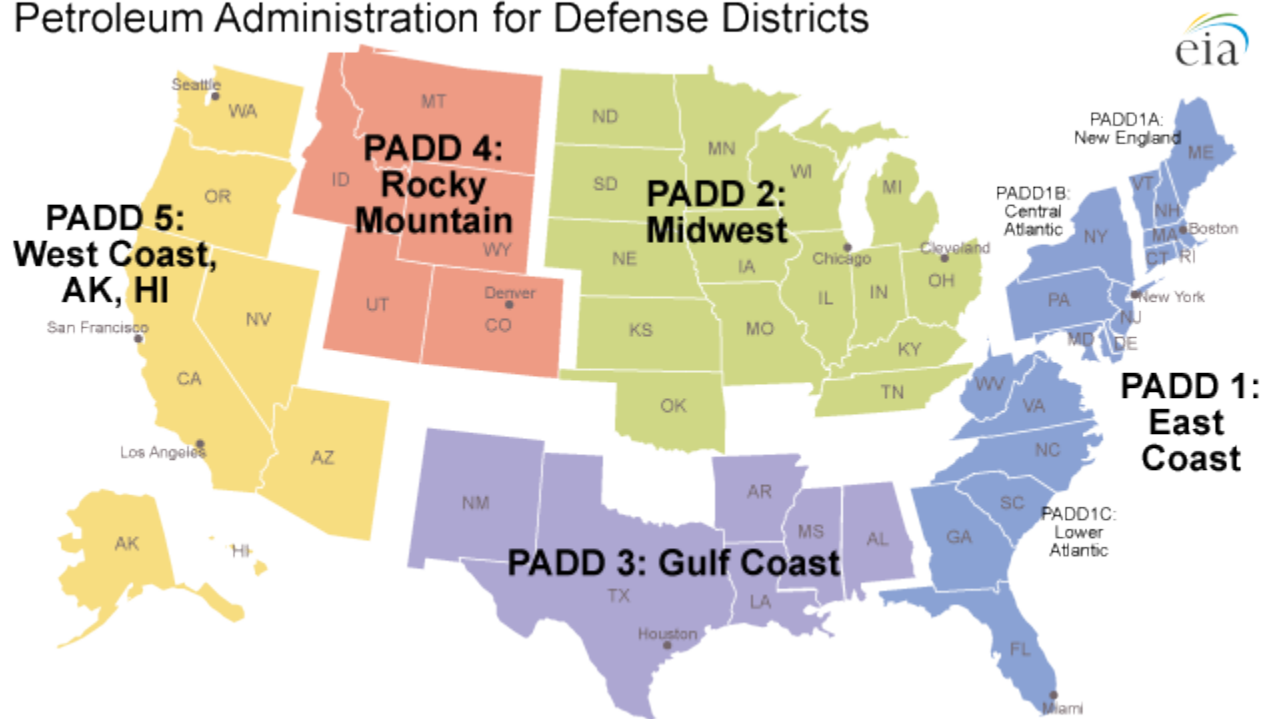 Petroleum Administration for Defense Districts
eia
Seattle
WA
OR
PADD 5:
West Coast,
AK, HI
San Francisco
NV
CA
Los Angeles
AZ
AK
HI
MT
PADD 4:
Rocky
Mountain
ID
WY
UT
Denver
CO
ND
MN
SD
WI
MI
PADD 2:
Midwest
NE
IA
Chicago
Cleveland
IL
IN
OH
KS
MO
KY
TN
OK
NM
AR
MS
AL
PADD 3: Gulf Coast
TX
LA
Houston
PADD1A:
New England
ME
VT
NH
MA
Boston
CT
RI
PADD1B:
Central
Atlantic
NY
PA
New York
NJ
MD
DE
PADD 1:
East
Coast
WV
VA
NC
SC
GA
PADD1C:
Lower
Atlantic
FL
Miami